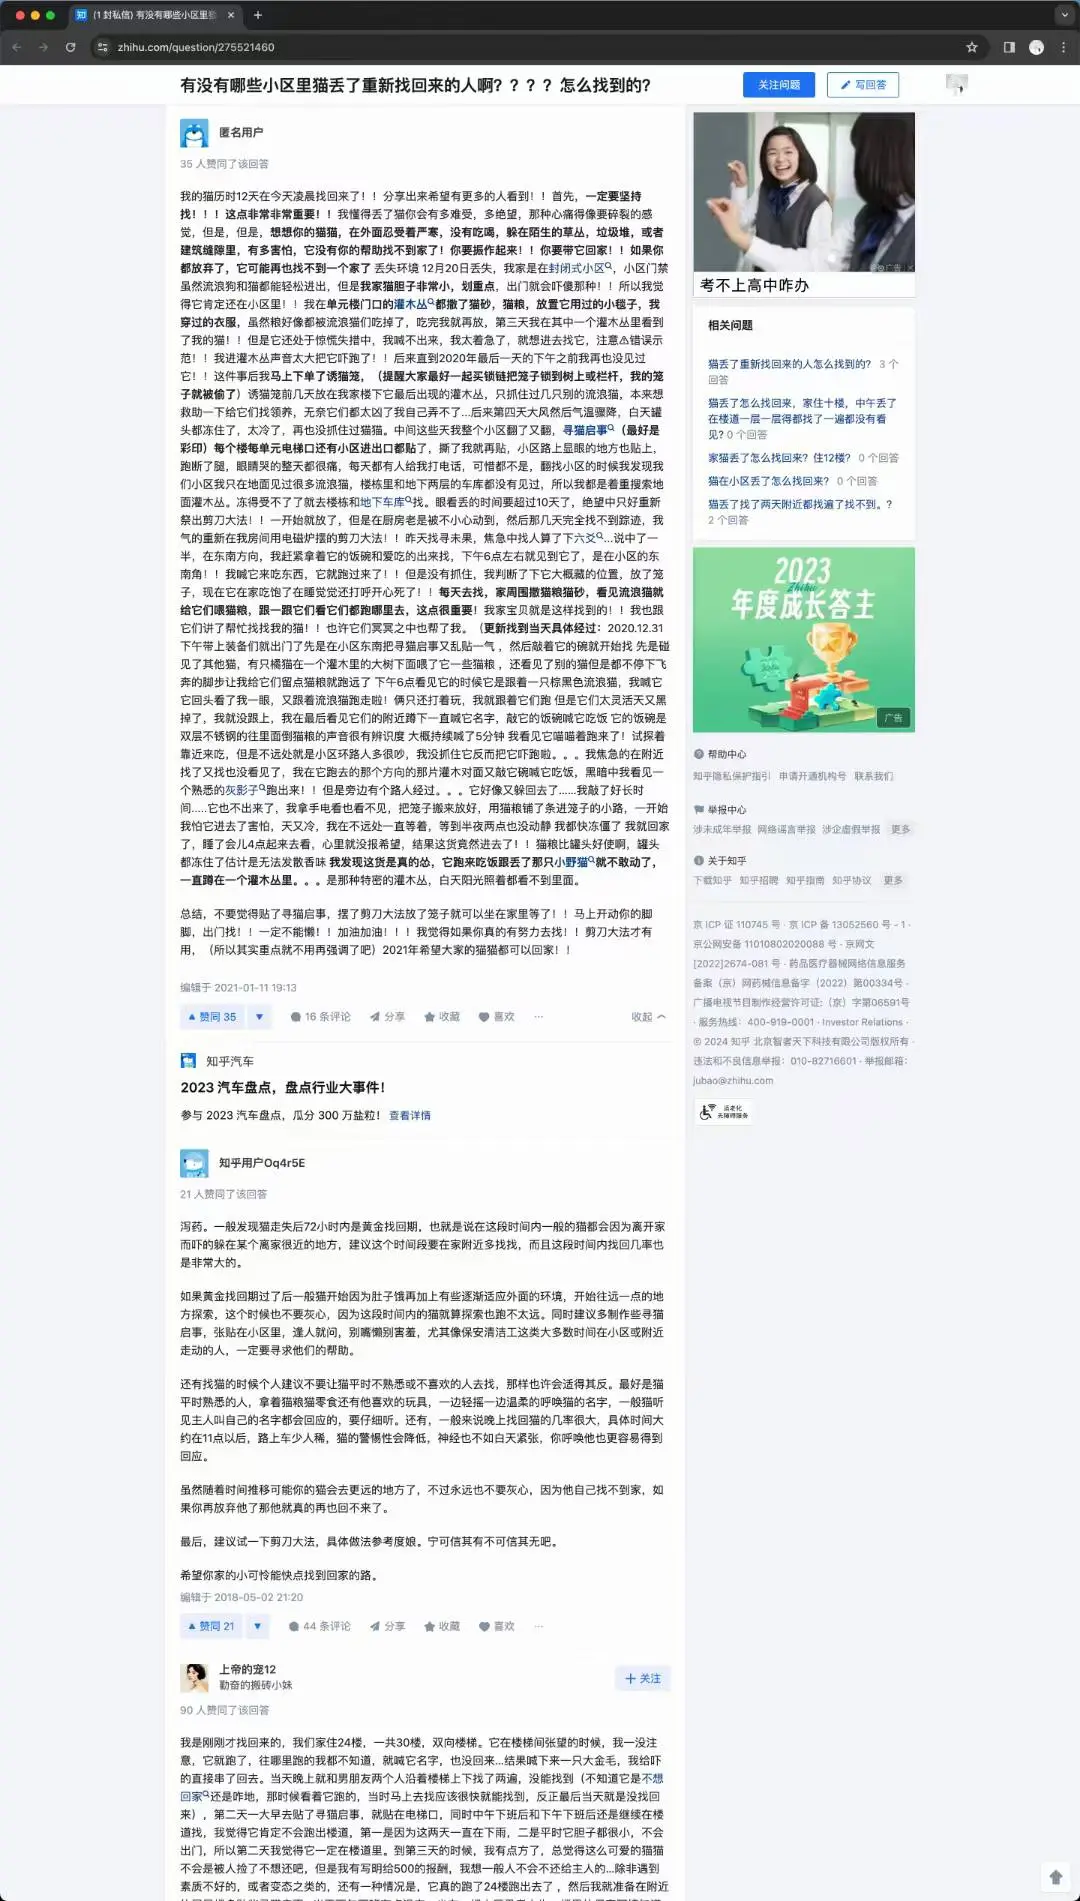 (1 封私信) 有没有哪些小区里猫
zhihu.com/question/275521460
有没有哪些小区里猫丢了重新找回来的人啊？？？？怎么找到的？
关注问题
写回答
匿名用户
35 人赞同了该回答
我的猫历时12天在今天凌晨找回来了！！分享出来希望有更多的人看到！！首先，一定要坚持
找！！！这点非常非常重要！！我懂得丢了猫你会有多难受，多绝望，那种心痛得像要碎裂的感
觉，但是，但是，想想你的猫猫，在外面忍受着严寒，没有吃喝，躲在陌生的草丛，垃圾堆，或者
建筑缝隙里，有多害怕，它没有你的帮助找不到家了！你要振作起来！！你要带它回家！！如果你
都放弃了，它可能再也找不到一个家了 丢失环境 12月20日丢失，我家是在封闭式小区，小区门禁
虽然流浪狗和猫都能轻松进出，但是我家猫胆子非常小，划重点，出门就会吓傻那种！！所以我觉
得它肯定还在小区里！！我在单元楼门口的灌木丛都撒了猫砂，猫粮，放置它用过的小毯子，我
穿过的衣服，虽然粮好像都被流浪猫们吃掉了，吃完我就再放，第三天我在其中一个灌木丛里看到
了我的猫！！但是它还处于惊慌失措中，我喊不出来，我太着急了，就想进去找它，注意⚠错误示
范！！我进灌木丛声音太大把它吓跑了！！后来直到2020年最后一天的下午之前我再也没见过
它！！这件事后我马上下单了诱猫笼，（提醒大家最好一起买锁链把笼子锁到树上或栏杆，我的笼
子就被偷了）诱猫笼前几天放在我家楼下它最后出现的灌木丛，只抓住过几只别的流浪猫，本来想
救助一下给它们找领养，无奈它们都太凶了我自己弄不了...后来第四天大风然后气温骤降，白天罐
头都冻住了，太冷了，再也没抓住过猫猫。中间这些天我整个小区翻了又翻，寻猫启事（最好是
彩印）每个楼每单元电梯口还有小区进出口都贴了，撕了我就再贴，小区路上显眼的地方也贴上，
跑断了腿，眼睛哭的整天都很痛，每天都有人给我打电话，可惜都不是，翻找小区的时候我发现我
们小区我只在地面见过很多流浪猫，楼栋里和地下两层的车库都没有见过，所以我都是着重搜索地
面灌木丛。冻得受不了了就去楼栋和地下车库找。眼看丢的时间要超过10天了，绝望中只好重新
祭出剪刀大法！！一开始就放了，但是在厨房老是被不小心动到，然后那几天完全找不到踪迹，我
气的重新在我房间用电磁炉摆的剪刀大法！！昨天找寻未果，焦急中找人算了下六爻...说中了一
半，在东南方向，我赶紧拿着它的饭碗和爱吃的出来找，下午6点左右就见到它了，是在小区的东
南角！！我喊它来吃东西，它就跑过来了！！但是没有抓住，我判断了下它大概藏的位置，放了笼
子，现在它在家吃饱了在睡觉觉还打呼开心死了！！每天去找，家周围撒猫粮猫砂，看见流浪猫就
给它们喂猫粮，跟一跟它们看它们都跑哪里去，这点很重要！我家宝贝就是这样找到的！！我也跟
它们讲了帮忙找找我的猫！！也许它们冥冥之中也帮了我。（更新找到当天具体经过：2020.12.31
下午带上装备们就出门了先是在小区东南把寻猫启事又乱贴一气，然后敲着它的碗就开始找 先是碰
见了其他猫，有只橘猫在一个灌木里的大树下面喂了它一些猫粮，还看见了别的猫但是都不停下飞
奔的脚步让我给它们留点猫粮就跑远了 下午6点看见它的时候它是跟着一只棕黑色流浪猫，我喊它
它回头看了我一眼，又跟着流浪猫跑走啦！俩只还打着玩，我就跟着它们跑 但是它们太灵活天又黑
掉了，我就没跟上，我在最后看见它们的附近蹲下一直喊它名字，敲它的饭碗喊它吃饭 它的饭碗是
双层不锈钢的往里面倒猫粮的声音很有辨识度 大概持续喊了5分钟 我看见它喵喵着跑来了！试探着
靠近来吃，但是不远处就是小区环路人多很吵，我没抓住它反而把它吓跑啦。。。我焦急的在附近
找了又找也没看见了，我在它跑去的那个方向的那片灌木对面又敲它碗喊它吃饭，黑暗中我看见一
个熟悉的灰影子跑出来！！但是旁边有个路人经过。。。它好像又躲回去了......我敲了好长时
间.....它也不出来了，我拿手电看也看不见，把笼子搬来放好，用猫粮铺了条进笼子的小路，一开始
我怕它进去了害怕，天又冷，我在不远处一直等着，等到半夜两点也没动静 我都快冻僵了 我就回家
了，睡了会儿4点起来去看，心里就没报希望，结果这货竟然进去了！！猫粮比罐头好使啊，罐头
都冻住了估计是无法发散香味 我发现这货是真的怂，它跑来吃饭跟丢了那只小野猫就不敢动了，
一直蹲在一个灌木丛里。。。是那种特密的灌木丛，白天阳光照着都看不到里面。
总结，不要觉得贴了寻猫启事，摆了剪刀大法放了笼子就可以坐在家里等了！！马上开动你的脚
脚，出门找！！一定不能懒！！加油加油！！！我觉得如果你真的有努力去找！！剪刀大法才有
用，（所以其实重点就不用再强调了吧）2021年希望大家的猫猫都可以回家！！
编辑于 2021-01-11 19:13
赞同 35
16 条评论
分享
收藏
喜欢
收起
知乎汽车
2023 汽车盘点，盘点行业大事件！
参与 2023 汽车盘点，瓜分 300 万盐粒！ 查看详情
知乎用户Oq4r5E
21 人赞同了该回答
泻药。一般发现猫走失后72小时内是黄金找回期，也就是说在这段时间内一般的猫都会因为离开家
而吓的躲在某个离家很近的地方，建议这个时间段要在家附近多找找，而且这段时间内找回几率也
是非常大的。
如果黄金找回期过了后一般猫开始因为肚子饿再加上有些逐渐适应外面的环境，开始往远一点的地
方探索，这个时候也不要灰心，因为这段时间内的猫就算探索也跑不太远。同时建议多制作些寻猫
启事，张贴在小区里，逢人就问，别嘴懒别害羞，尤其像保安清洁工这类大多数时间在小区或附近
走动的人，一定要寻求他们的帮助。
还有找猫的时候个人建议不要让猫平时不熟悉或不喜欢的人去找，那样也许会适得其反。最好是猫
平时熟悉的人，拿着猫粮猫零食还有他喜欢的玩具，一边轻摇一边温柔的呼唤猫的名字，一般猫听
见主人叫自己的名字都会回应的，要仔细听。还有，一般来说晚上找回猫的几率很大，具体时间大
约在11点以后，路上车少人稀，猫的警惕性会降低，神经也不如白天紧张，你呼唤他也更容易得到
回应。
虽然随着时间推移可能你的猫会去更远的地方了，不过永远也不要灰心，因为他自己找不到家，如
果你再放弃他了那他就真的再也回不来了。
最后，建议试一下剪刀大法，具体做法参考度娘。宁可信其有不可信其无吧。
希望你家的小可怜能快点找到回家的路。
编辑于 2018-05-02 21:20
赞同 21
44 条评论
分享
收藏
喜欢
上帝的宠12
勤奋的搬砖小妹
关注
90 人赞同了该回答
我是刚刚才找回来的，我们家住24楼，一共30楼，双向楼梯。它在楼梯间张望的时候，我一没注
意，它就跑了，往哪里跑的我都不知道，就喊它名字，也没回来...结果喊下来一只大金毛，我给吓
的直接串了回去。当天晚上就和男朋友两个人沿着楼梯上下找了两遍，没能找到（不知道它是不想
回家还是咋地，那时候看着它跑的，当时马上去找应该很快就能找到，反正最后当天就是没找回
来），第二天一大早去贴了寻猫启事，就贴在电梯口，同时中午下班后和下午下班后还是继续在楼
道找，我觉得它肯定不会跑出楼道，第一是因为这两天一直在下雨，二是平时它胆子都很小，不会
出门，所以第二天我觉得它一定在楼道里。到第三天的时候，我有点方了，总觉得这么可爱的猫猫
不会是被人捡了不想还吧，但是我有写明给500的报酬，我想一般人不会不还给主人的...除非遇到
素质不好的，或者变态之类的，还有一种情况是，它真的跑了24楼跑出去了，然后我就准备在附近
考不上高中咋办
相关问题
猫丢了重新找回来的人怎么找到的？ 3 个
回答
猫丢了怎么找回来，家住十楼，中午丢了
在楼道一层一层得都找了一遍都没有看
见? 0 个回答
家猫丢了怎么找回来？住12楼？ 0 个回答
猫在小区丢了怎么找回来？ 0 个回答
猫丢了找了两天附近都找遍了找不到。？
2 个回答
2023
Zhihu
年度成长答主
广告
帮助中心
知乎隐私保护指引 申请开通机构号 联系我们
举报中心
涉未成年举报 网络谣言举报 涉企虚假举报 更多
关于知乎
下载知乎 知乎招聘 知乎指南 知乎协议 更多
京 ICP 证 110745 号 · 京 ICP 备 13052560 号 - 1 ·
京公网安备 11010802020088 号 · 京网文
[2022]2674-081 号 · 药品医疗器械网络信息服务
备案（京）网药械信息备字（2022）第00334号 ·
广播电视节目制作经营许可证:（京）字第06591号
· 服务热线：400-919-0001 · Investor Relations ·
© 2024 知乎 北京智者天下科技有限公司版权所有 ·
违法和不良信息举报：010-82716601 · 举报邮箱：
jubao@zhihu.com
适老化
无障碍服务